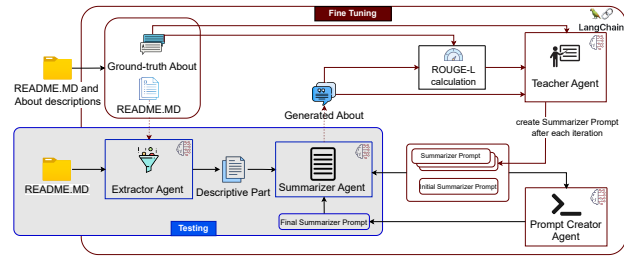 Fine Tuning
LangChain
Ground-truth About
README.MD
README.MD and
About descriptions
ROUGE-L
calculation
Teacher Agent
Generated About
create Summarizer Prompt
after each iteration
README.MD
Extractor Agent
Descriptive Part
Summarizer Agent
Summarizer Prompt
Initial Summarizer Prompt
Final Summarizer Prompt
Prompt Creator
Agent
Testing